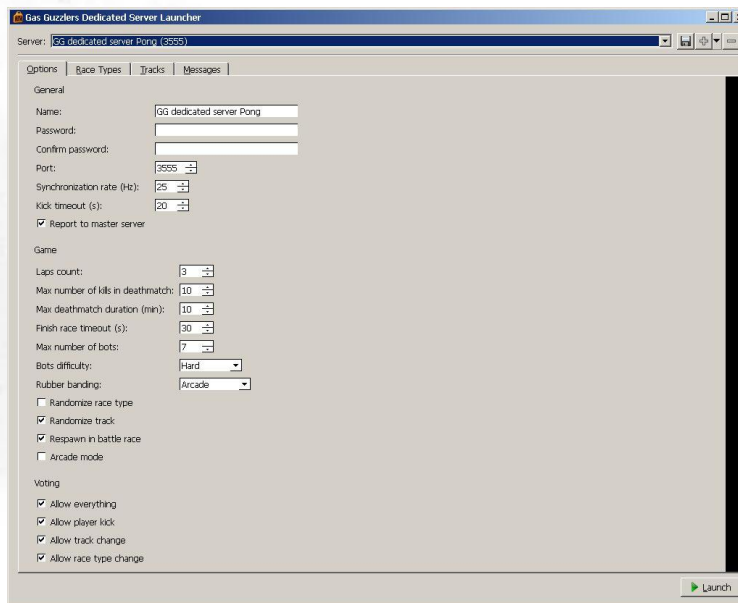 Gas Guzzlers Dedicated Server Launcher
Server: GG dedicated server Pong (3555)
Options Race Types Tracks Messages
General
Name: GG dedicated server Pong
Password:
Confirm password:
Port: 3555
Synchronization rate (Hz): 25
Kick timeout (s): 20
Report to master server
Game
Laps count: 3
Max number of kills in deathmatch: 10
Max deathmatch duration (min): 10
Finish race timeout (s): 30
Max number of bots: 7
Bots difficulty: Hard
Rubber banding: Arcade
Randomize race type
Randomize track
Respawn in battle race
Arcade mode
Voting
Allow everything
Allow player kick
Allow track change
Allow race type change
Launch